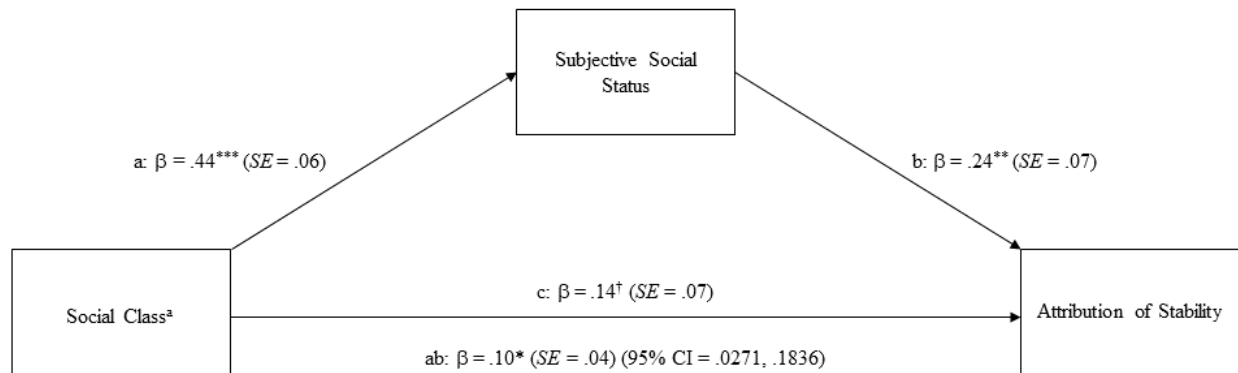 Subjective Social
Status
a: β = .44*** (SE = .06)
b: β = .24** (SE = .07)
c: β = .14† (SE = .07)
Social Classª
Attribution of Stability
ab: β = .10* (SE = .04) (95% CI = .0271, .1836)